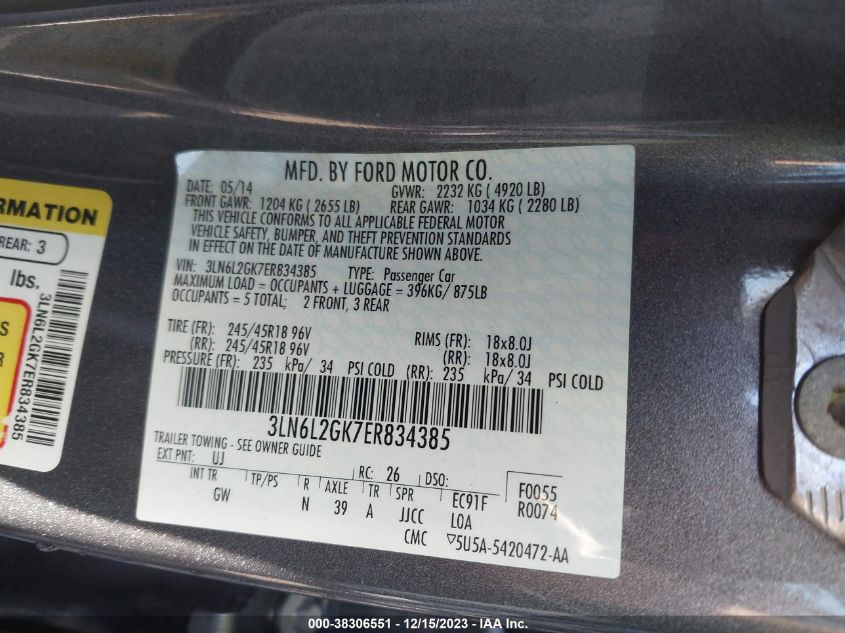 MFD. BY FORD MOTOR CO.
DATE: 05/14 GVWR: 2232 KG ( 4920 LB)
FRONT GAWR: 1204 KG ( 2655 LB) REAR GAWR: 1034 KG ( 2280 LB)
THIS VEHICLE CONFORMS TO ALL APPLICABLE FEDERAL MOTOR
VEHICLE SAFETY, BUMPER, AND THEFT PREVENTION STANDARDS
IN EFFECT ON THE DATE OF MANUFACTURE SHOWN ABOVE.
VIN: 3LN6L2GK7ER834385 TYPE: Passenger Car
MAXIMUM LOAD = OCCUPANTS + LUGGAGE = 396KG/ 875LB
OCCUPANTS = 5 TOTAL; 2 FRONT, 3 REAR
TIRE (FR): 245/45R18 96V RIMS (FR): 18x8.0J
(RR): 245/45R18 96V (RR): 18x8.0J
PRESSURE (FR): 235 kPa/ 34 PSI COLD (RR): 235 kPa/ 34 PSI COLD
3LN6L2GK7ER834385
TRAILER TOWING - SEE OWNER GUIDE
EXT PNT: UJ RC: 26 DSO: F0055
INT TR TP/PS R AXLE TR SPR EC91F R0074
GW N 39 A JJCC LOA
CMC ▽5U5A-5420472-AA
RMATION
REAR: 3
lbs.
S
R
3LN6L2GK7ER834385
000-38306551 - 12/15/2023 - IAA